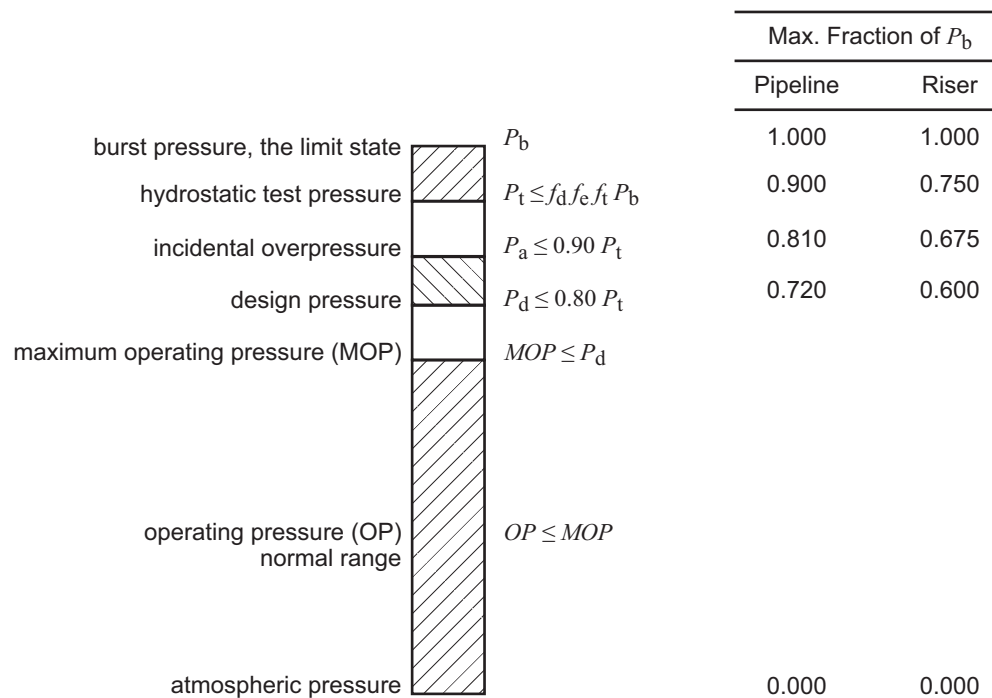 Max. Fraction of Pb
Pipeline Riser
burst pressure, the limit state Pb 1.000 1.000
hydrostatic test pressure Pt ≤ fd fe ft Pb 0.900 0.750
incidental overpressure Pa ≤ 0.90 Pt 0.810 0.675
design pressure Pd ≤ 0.80 Pt 0.720 0.600
maximum operating pressure (MOP) MOP ≤ Pd
operating pressure (OP) OP ≤ MOP
normal range
atmospheric pressure 0.000 0.000